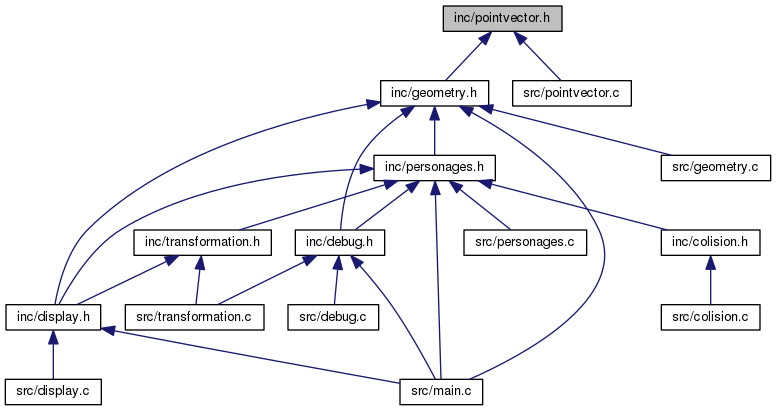 inc/pointvector.h
inc/geometry.h
src/pointvector.c
inc/personages.h
src/geometry.c
inc/transformation.h
inc/debug.h
src/personages.c
inc/colision.h
inc/display.h
src/transformation.c
src/debug.c
src/colision.c
src/display.c
src/main.c